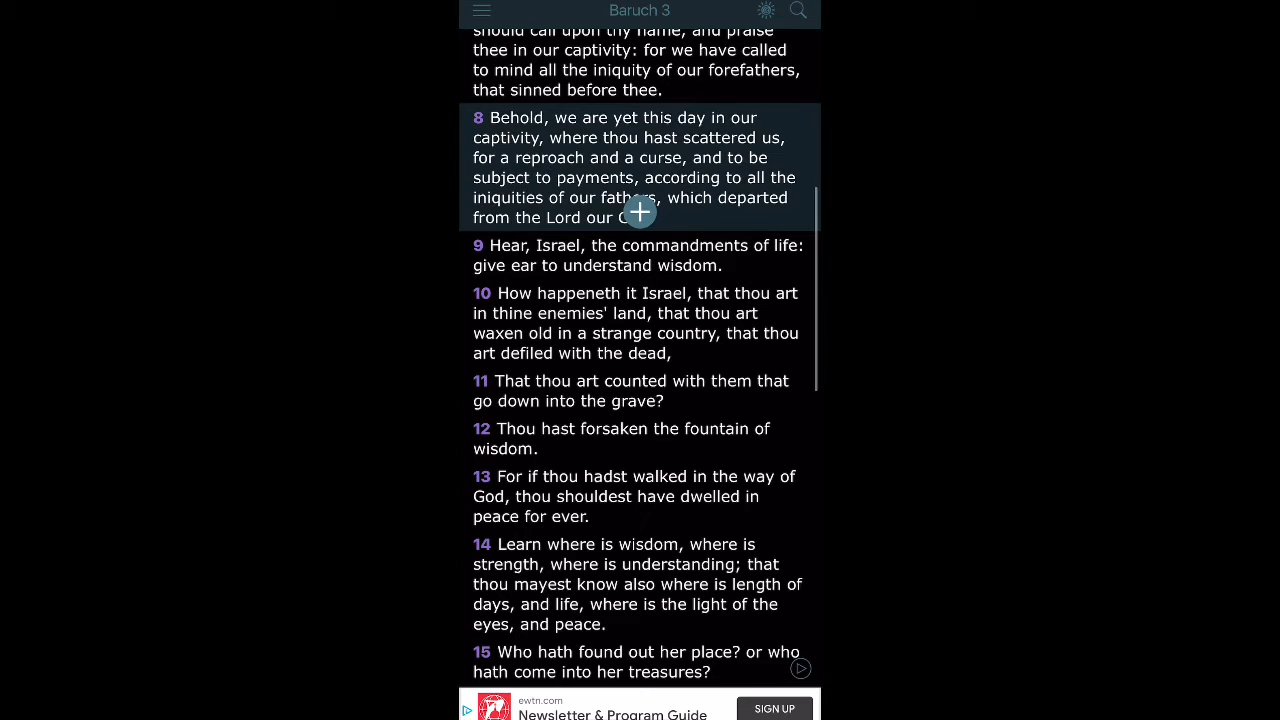 Baruch 3
should call upon thy name, and praise
thee in our captivity: for we have called
to mind all the iniquity of our forefathers,
that sinned before thee.
8 Behold, we are yet this day in our
captivity, where thou hast scattered us,
for a reproach and a curse, and to be
subject to payments, according to all the
iniquities of our fathers, which departed
from the Lord our
9 Hear, Israel, the commandments of life:
give ear to understand wisdom.
10 How happeneth it Israel, that thou art
in thine enemies' land, that thou art
waxen old in a strange country, that thou
art defiled with the dead,
11 That thou art counted with them that
go down into the grave?
12 Thou hast forsaken the fountain of
wisdom.
13 For if thou hadst walked in the way of
God, thou shouldest have dwelled in
peace for ever.
14 Learn where is wisdom, where is
strength, where is understanding; that
thou mayest know also where is length of
days, and life, where is the light of the
eyes, and peace.
15 Who hath found out her place? or who
hath come into her treasures?
ewtn.com
Newsletter & Program Guide
SIGN UP